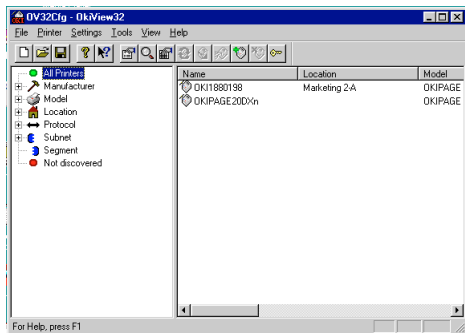 OV32Cfg - OkiView32
File Printer Settings Tools View Help
All Printers
Manufacturer
Model
Location
Protocol
Subnet
Segment
Not discovered
Name Location Model
OKI1880198 Marketing 2-A OKIPAGE
OKIPAGE20DXn OKIPAGE
For Help, press F1